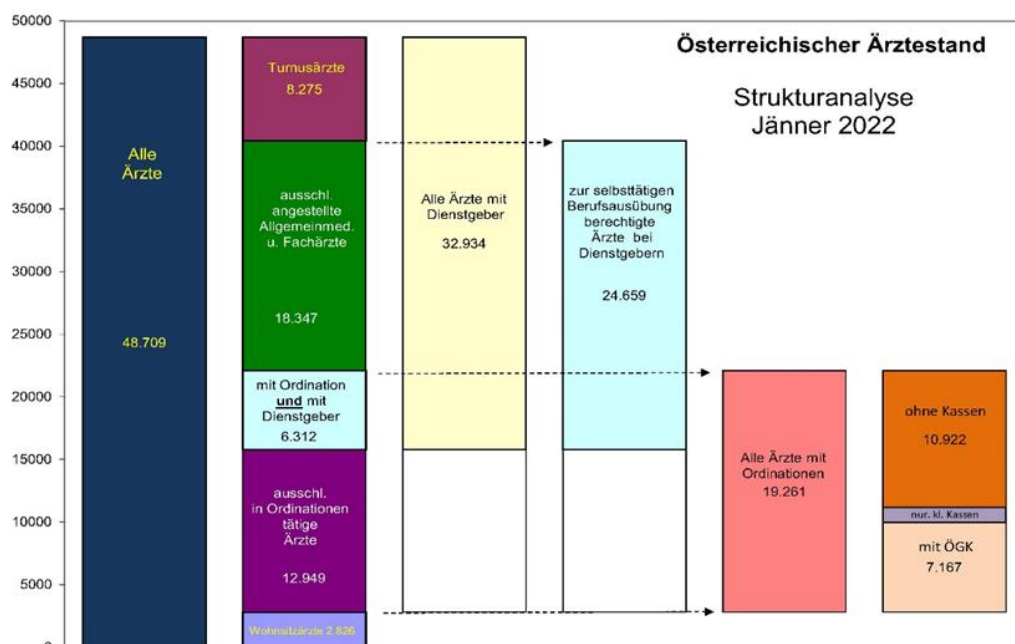 50000
45000
40000
35000
30000
25000
20000
15000
10000
5000
Österreichischer Ärztestand
Strukturanalyse
Jänner 2022
Alle
Ärzte
48.709
Turnusärzte
8.275
ausschl.
angestellte
Allgemeinmed.
u. Fachärzte
18.347
mit Ordination
und mit
Dienstgeber
6.312
ausschl.
in Ordinationen
tätige
Ärzte
12.949
Wohnsitzärzte 2.826
Alle Ärzte mit
Dienstgeber
32.934
zur selbsttätigen
Berufsausübung
berechtigte
Ärzte bei
Dienstgebern
24.659
Alle Ärzte mit
Ordinationen
19.261
ohne Kassen
10.922
nur. kl. Kassen
mit ÖGK
7.167